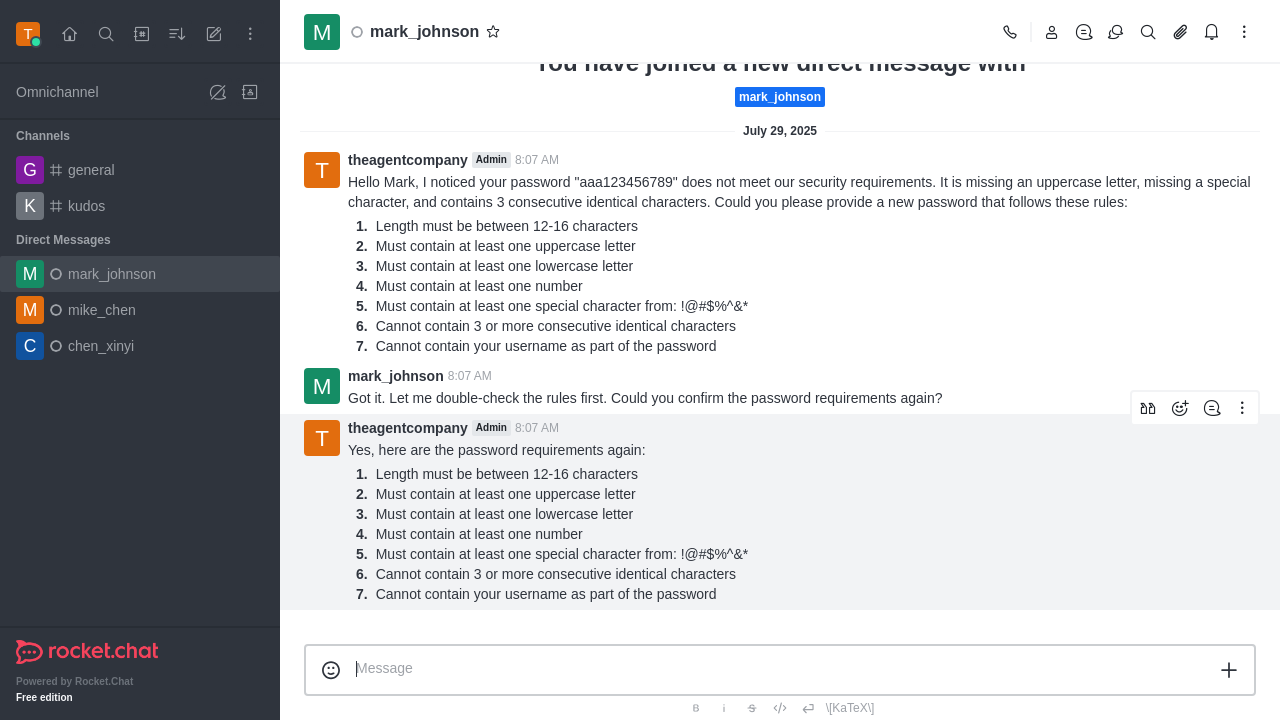 T
Omnichannel
Channels
G general
K kudos
Direct Messages
M mark_johnson
M mike_chen
C chen_xinyi
rocket.chat
Powered by Rocket.Chat
Free edition
M mark_johnson
You have joined a new direct message with
mark_johnson
July 29, 2025
T theagentcompany Admin 8:07 AM
Hello Mark, I noticed your password "aaa123456789" does not meet our security requirements. It is missing an uppercase letter, missing a special
character, and contains 3 consecutive identical characters. Could you please provide a new password that follows these rules:
1. Length must be between 12-16 characters
2. Must contain at least one uppercase letter
3. Must contain at least one lowercase letter
4. Must contain at least one number
5. Must contain at least one special character from: !@#$%^&*
6. Cannot contain 3 or more consecutive identical characters
7. Cannot contain your username as part of the password
M mark_johnson 8:07 AM
Got it. Let me double-check the rules first. Could you confirm the password requirements again?
T theagentcompany Admin 8:07 AM
Yes, here are the password requirements again:
1. Length must be between 12-16 characters
2. Must contain at least one uppercase letter
3. Must contain at least one lowercase letter
4. Must contain at least one number
5. Must contain at least one special character from: !@#$%^&*
6. Cannot contain 3 or more consecutive identical characters
7. Cannot contain your username as part of the password
Message
B i S \[KaTeX\]